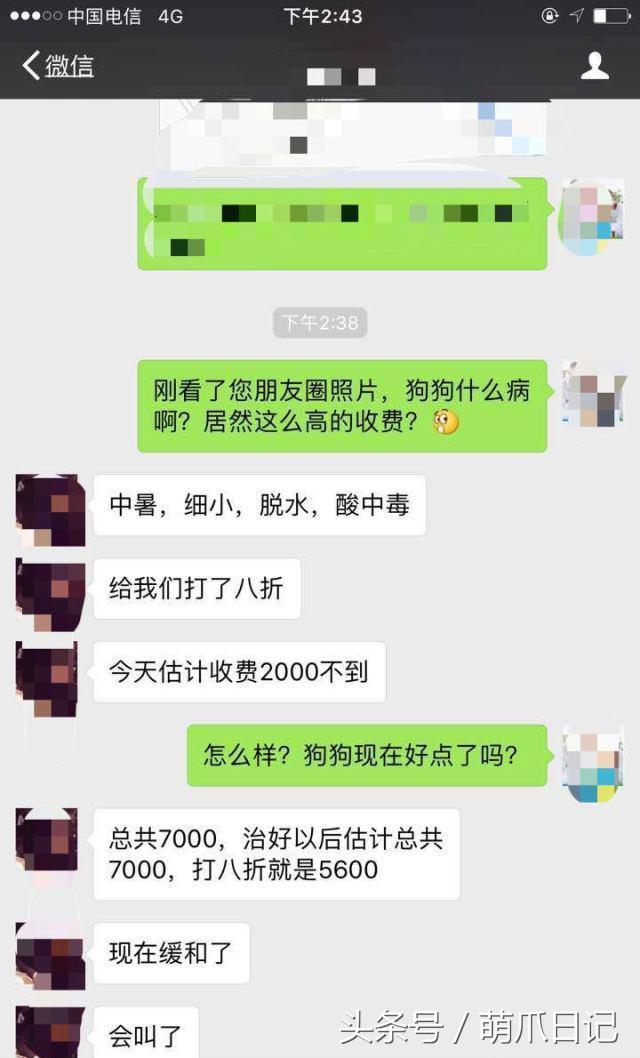 中国电信 4G 下午2:43
微信
下午2:38
刚看了您朋友圈照片，狗狗什么病
啊？居然这么高的收费？
中暑，细小，脱水，酸中毒
给我们打了八折
今天估计收费2000不到
怎么样？狗狗现在好点了吗？
总共7000，治好以后估计总共
7000，打八折就是5600
现在缓和了
会叫了
头条号 / 萌爪日记